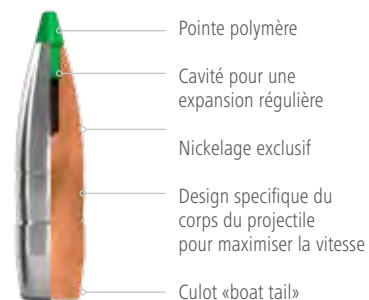 Pointe polymère
Cavité pour une
expansion régulière
Nickelage exclusif
Design specifique du
corps du projectile
pour maximiser la vitesse
Culot «boat tail»